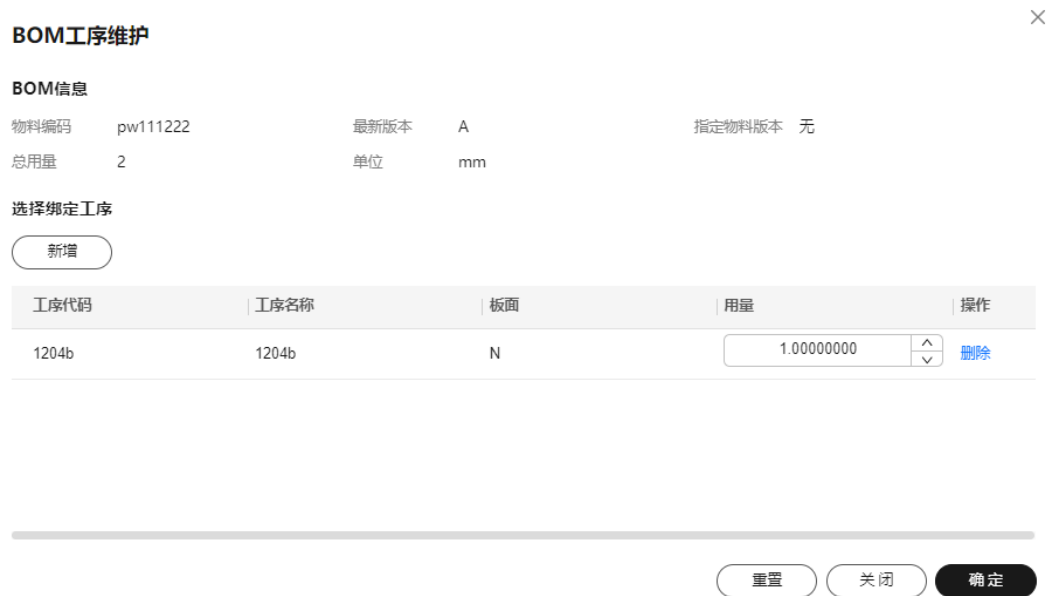 BOM工序维护
BOM信息
物料编码 pw111222 最新版本 A 指定物料版本 无
总用量 2 单位 mm
选择绑定工序
新增
工序代码 工序名称 板面 用量 操作
1204b 1204b N 1.00000000 删除
重置 关闭 确定